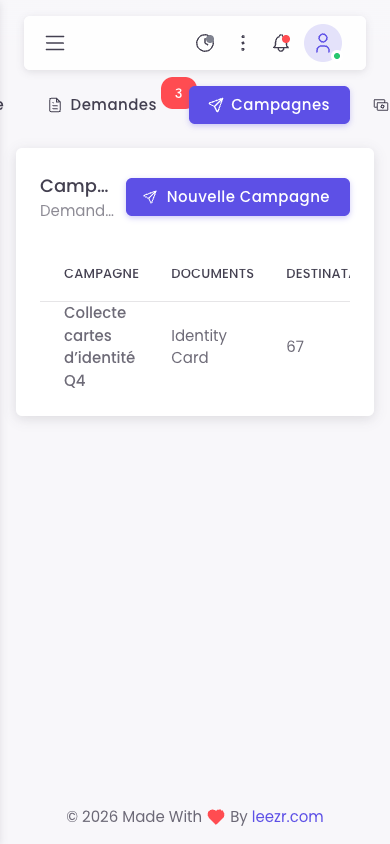 e Demandes 3 Campagnes
Camp... Nouvelle Campagne
Demand...
CAMPAGNE DOCUMENTS DESTINAT
Collecte
cartes
d’identité
Q4
Identity
Card
67
© 2026 Made With By leezr.com